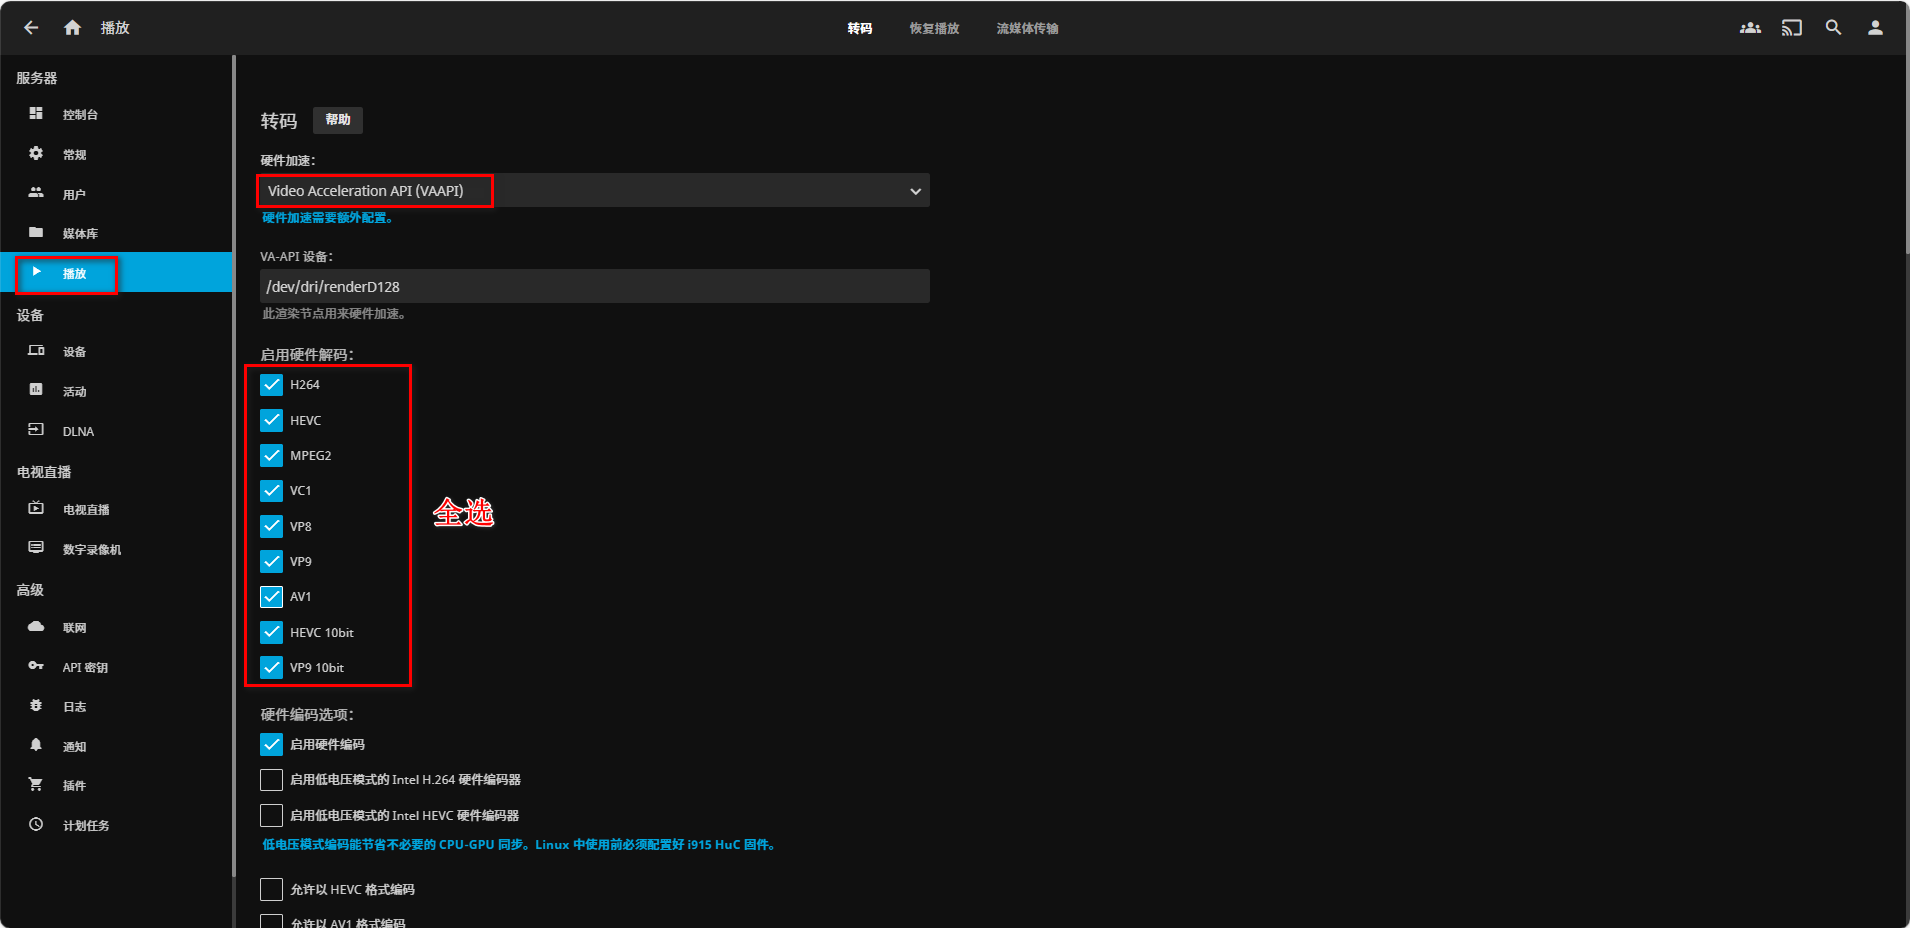 播放
转码
恢复播放
流媒体传输
服务器
控制台
常规
用户
媒体库
播放
设备
设备
活动
DLNA
电视直播
电视直播
数字录像机
高级
联网
API 密钥
日志
通知
插件
计划任务
转码
帮助
硬件加速:
Video Acceleration API (VAAPI)
硬件加速需要额外配置。
VA-API 设备:
/dev/dri/renderD128
此渲染节点用来硬件加速。
启用硬件解码:
H264
HEVC
MPEG2
VC1
VP8
VP9
AV1
HEVC 10bit
VP9 10bit
全选
硬件编码选项:
启用硬件编码
启用低电压模式的 Intel H.264 硬件编码器
启用低电压模式的 Intel HEVC 硬件编码器
低电压模式编码能节省不必要的 CPU-GPU 同步。Linux 中使用前必须配置好 i915 HuC 固件。
允许以 HEVC 格式编码
允许以 AV1 格式编码